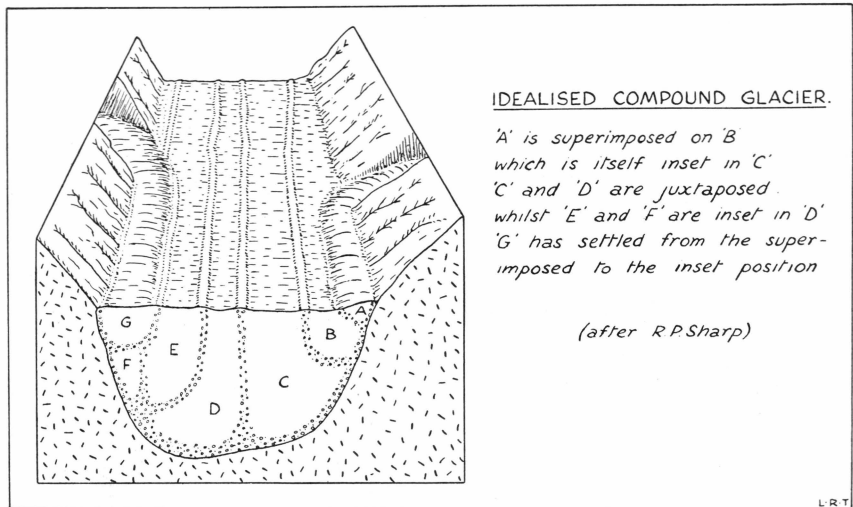 IDEALISED COMPOUND GLACIER.
'A' is superimposed on 'B'
which is itself inset in 'C'
'C' and 'D' are juxtaposed.
whilst 'E' and 'F' are inset in 'D'
'G' has settled from the super-
imposed to the inset position
(after R.P.Sharp)
A
G
B
E
F
C
D
L·R·T